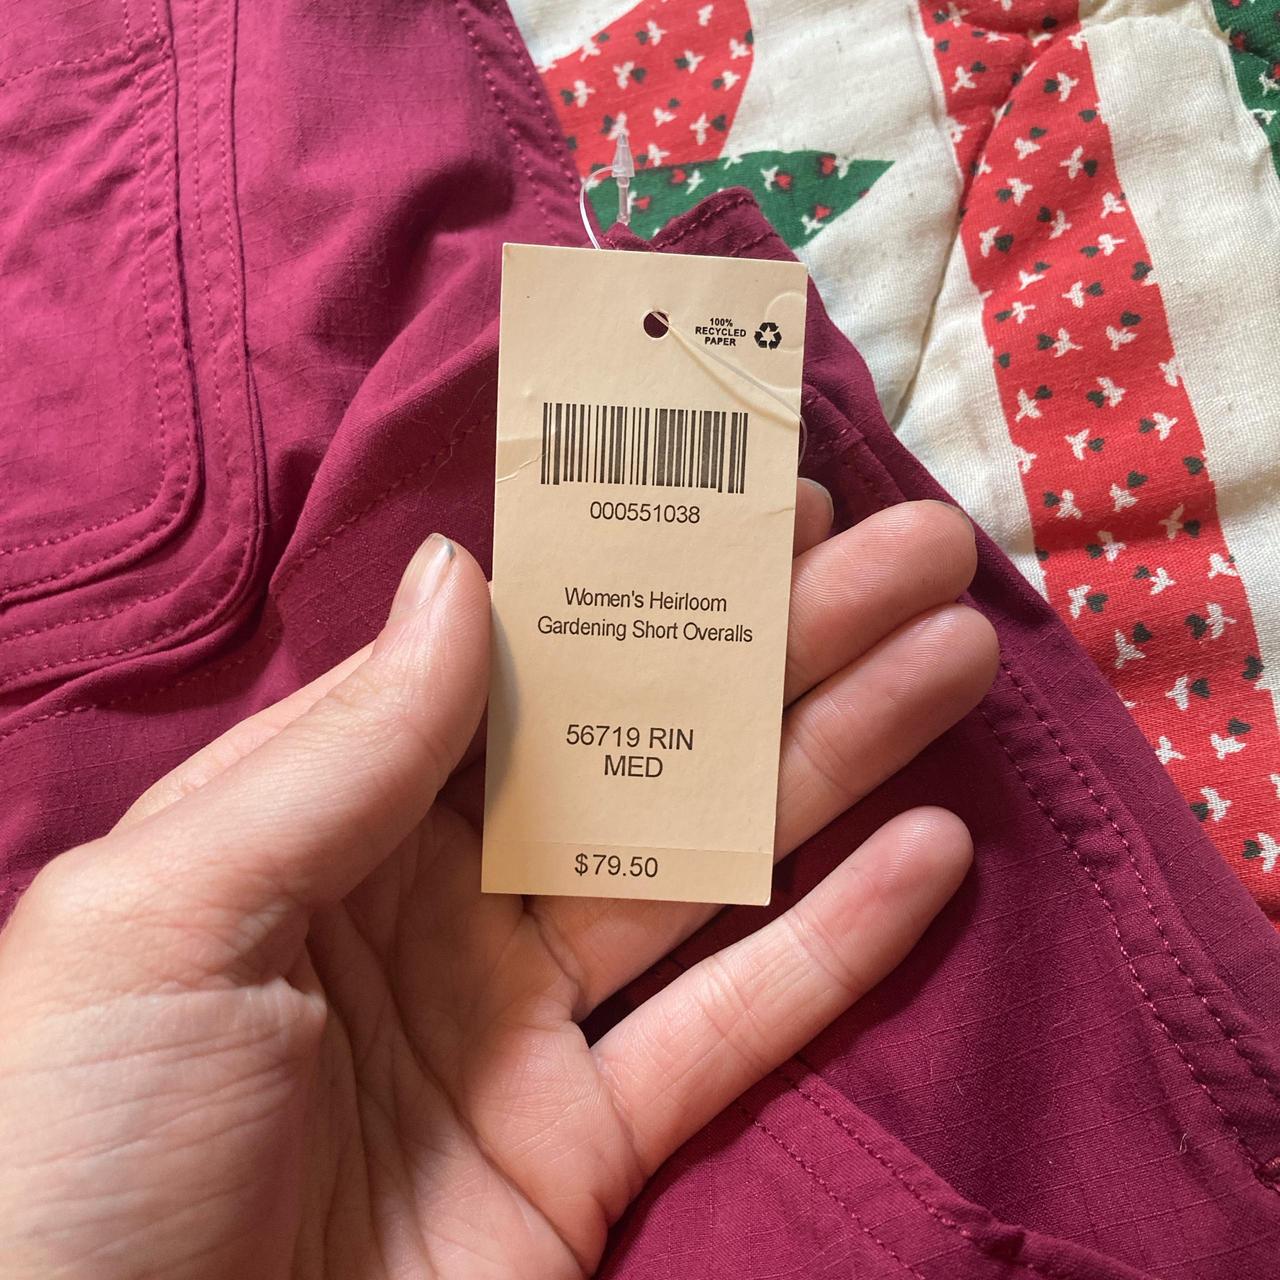 100%
RECYCLED
PAPER
000551038
Women's Heirloom
Gardening Short Overalls
56719 RIN
MED
$79.50